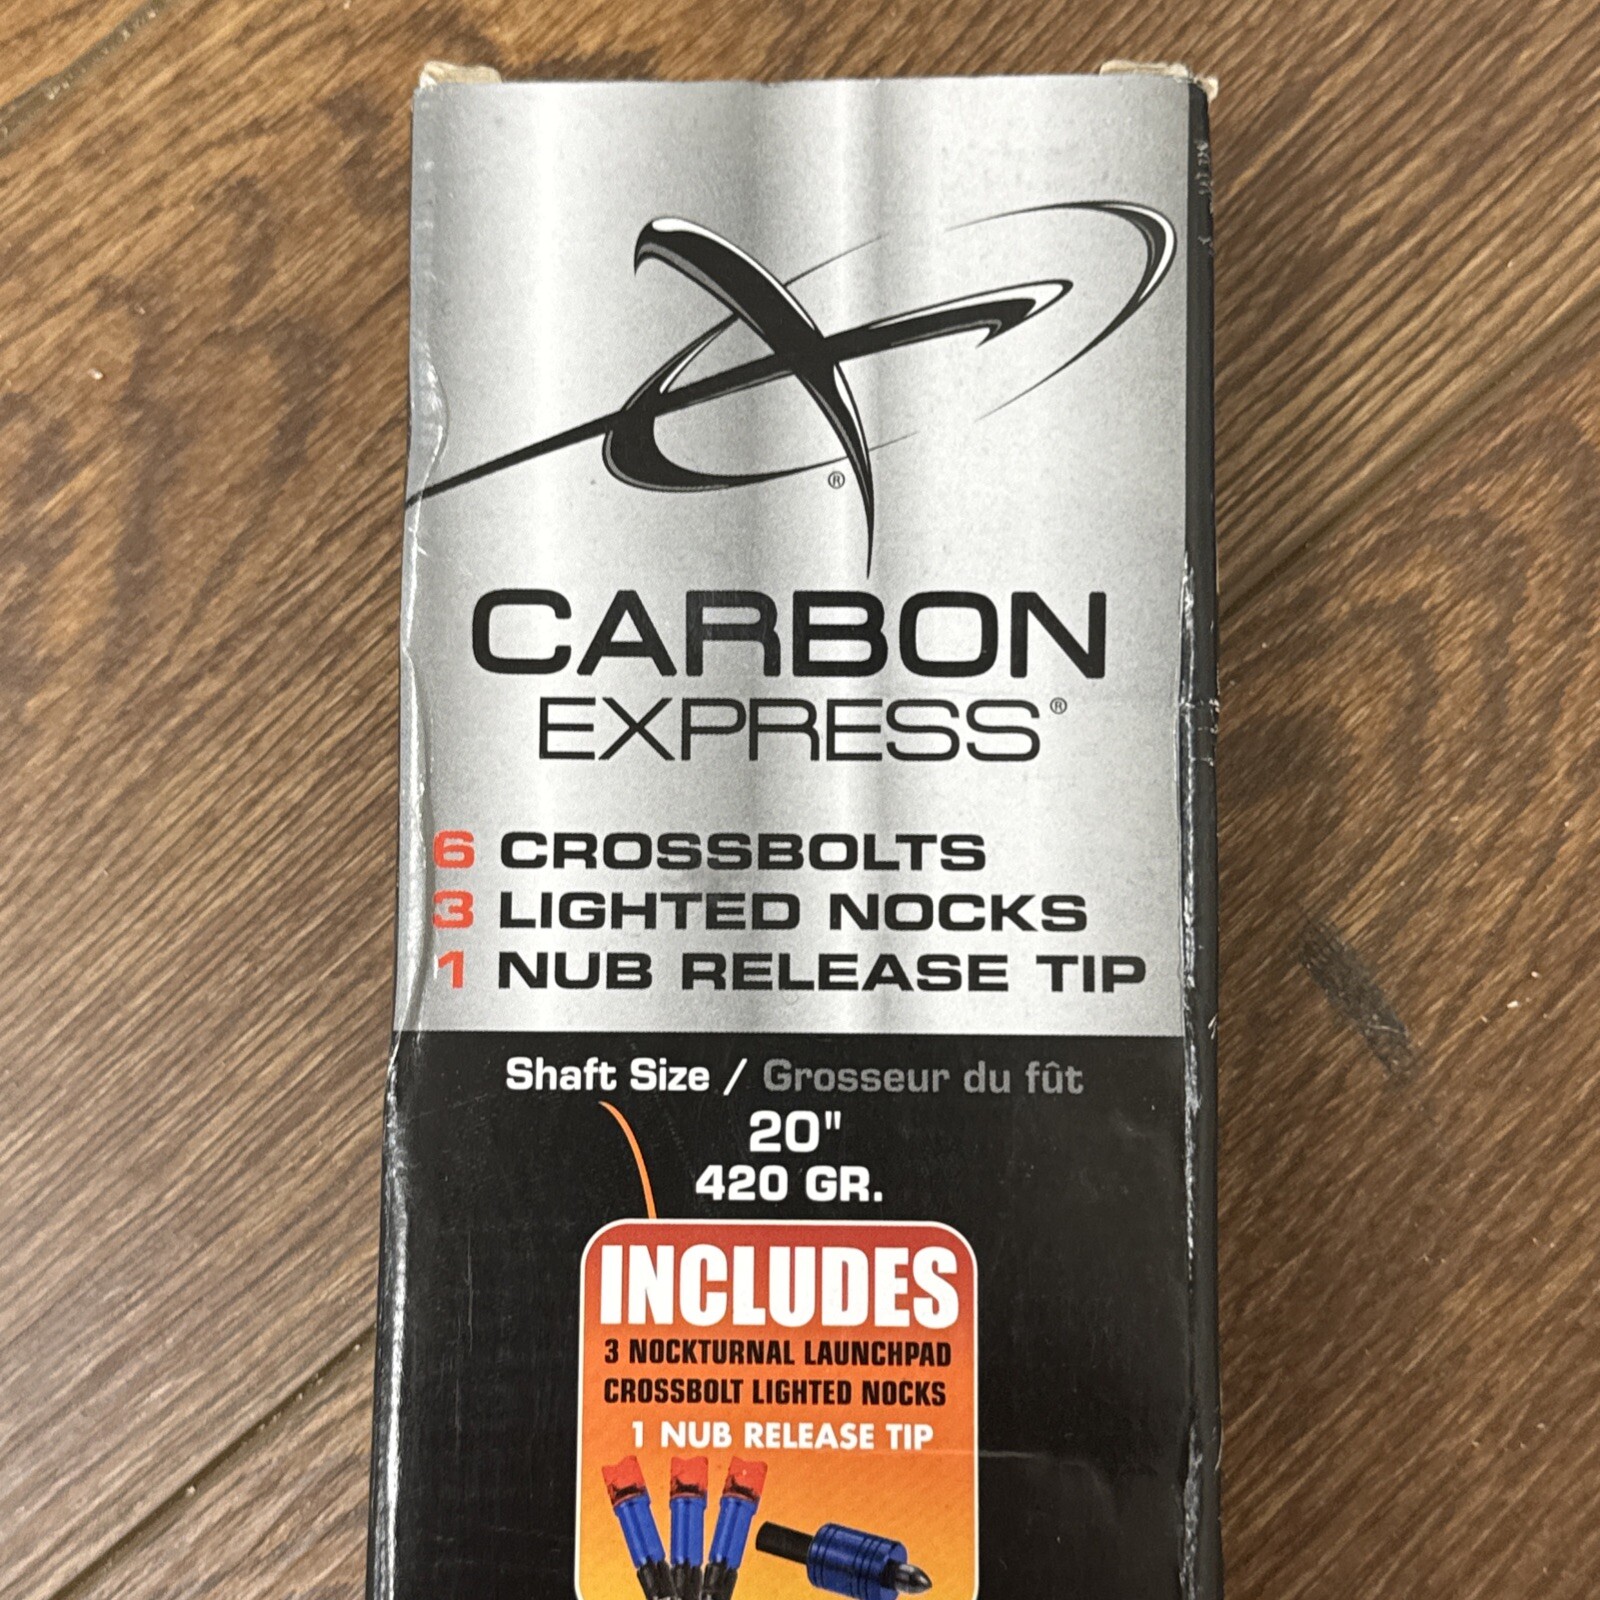 ®
CARBON
EXPRESS®
6 CROSSBOLTS
3 LIGHTED NOCKS
1 NUB RELEASE TIP
Shaft Size / Grosseur du fût
20"
420 GR.
INCLUDES
3 NOCKTURNAL LAUNCHPAD
CROSSBOLT LIGHTED NOCKS
1 NUB RELEASE TIP